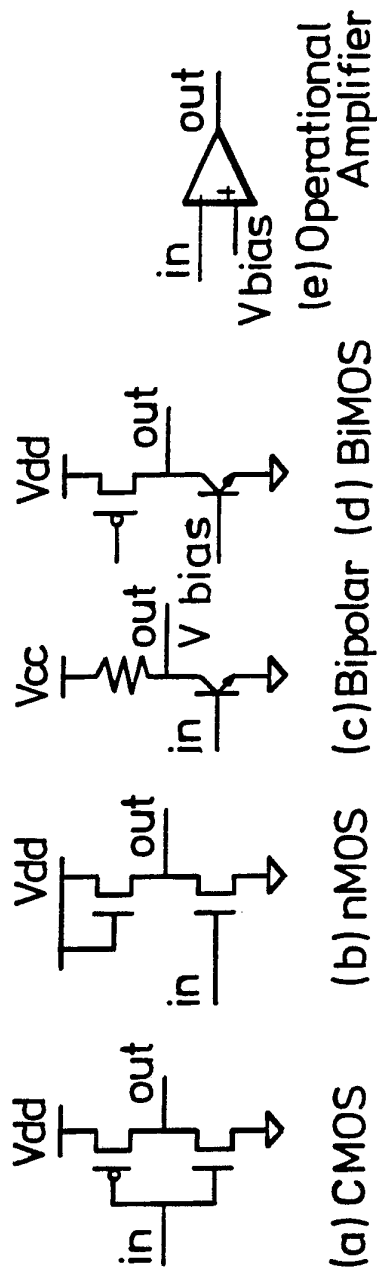 Vdd
in
out
(a) CMOS
Vdd
in
out
(b) nMOS
Vcc
in
out
(c) Bipolar
Vdd
V bias
out
(d) BiMOS
in
V bias
+
out
(e) Operational
Amplifier